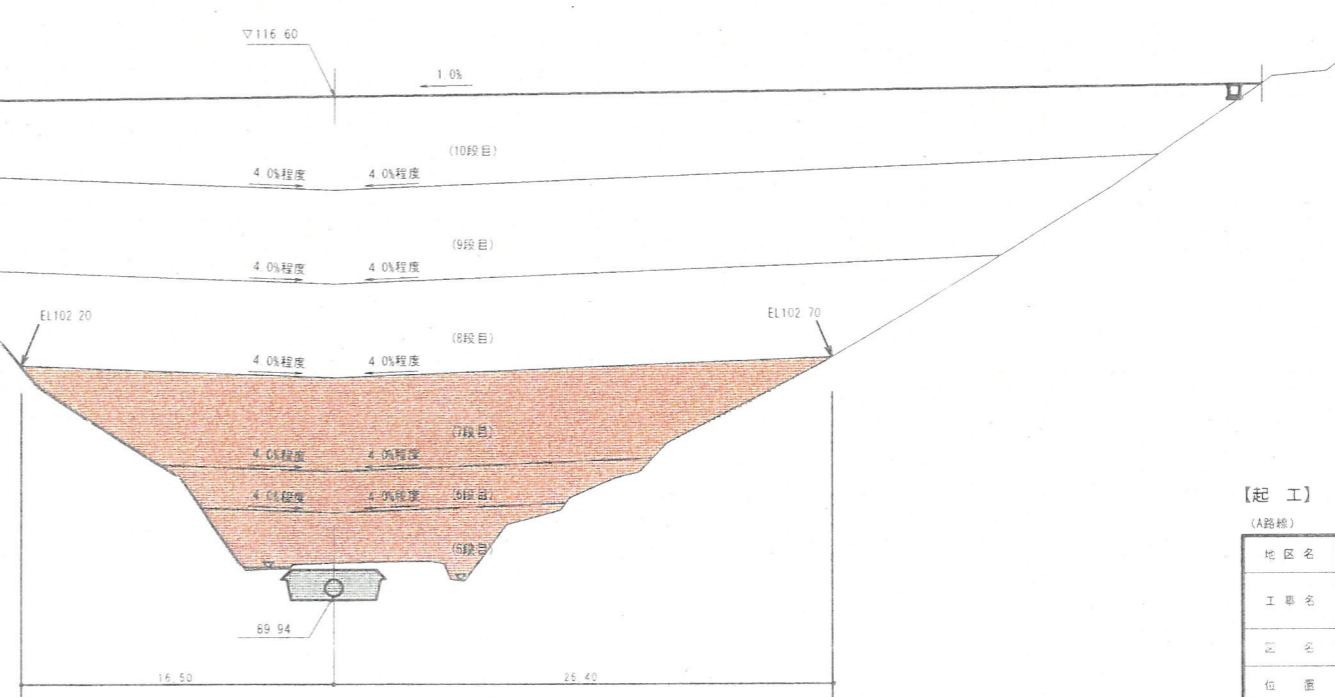 ▽116 60
1 0%
(10段目)
4 0%程度 4 0%程度
(9段目)
4 0%程度 4 0%程度
EL102 20
EL102 70
(8段目)
4 0%程度 4 0%程度
(7段目)
4 0%程度 4 0%程度
4 0%程度 4 0%程度 (6段目)
(5段目)
89 94
16 50
26 40
【起 工】
(A路線)
地 区 名
工 事 名
区 名
位 置